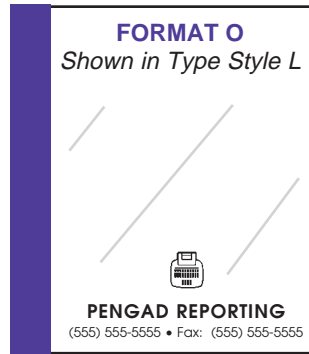 FORMAT O
Shown in Type Style L
PENGAD REPORTING
(555) 555-5555 • Fax: (555) 555-5555